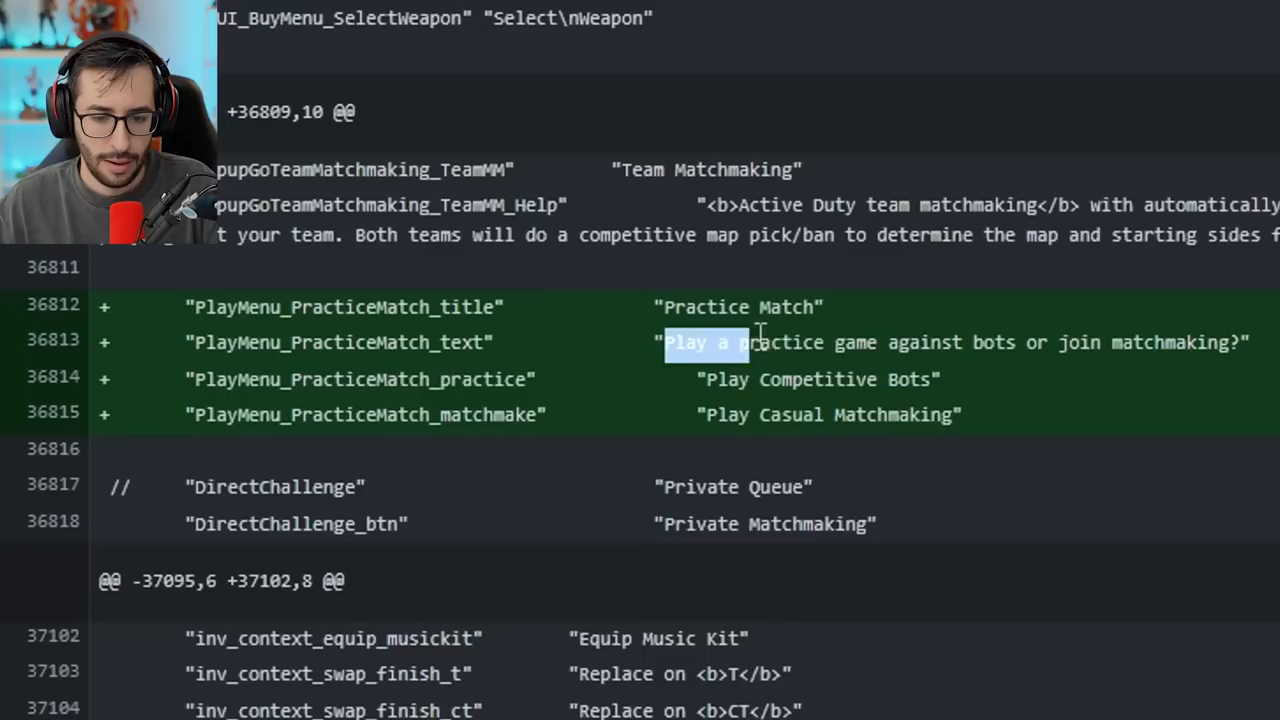 UI_BuyMenu_SelectWeapon" "Select\nWeapon"
+36809,10 @@
pupGoTeamMatchmaking_TeamMM" "Team Matchmaking"
pupGoTeamMatchmaking_TeamMM_Help" "<b>Active Duty team matchmaking</b> with automatically
t your team. Both teams will do a competitive map pick/ban to determine the map and starting sides f
36811
36812 + "PlayMenu_PracticeMatch_title" "Practice Match"
36813 + "PlayMenu_PracticeMatch_text" "Play a practice game against bots or join matchmaking?"
36814 + "PlayMenu_PracticeMatch_practice" "Play Competitive Bots"
36815 + "PlayMenu_PracticeMatch_matchmake" "Play Casual Matchmaking"
36816
36817 // "DirectChallenge" "Private Queue"
36818 "DirectChallenge_btn" "Private Matchmaking"
@@ -37095,6 +37102,8 @@
37102 "inv_context_equip_musickit" "Equip Music Kit"
37103 "inv_context_swap_finish_t" "Replace on <b>T</b>"
37104 "inv_context_swap_finish_ct" "Replace on <b>CT</b>"